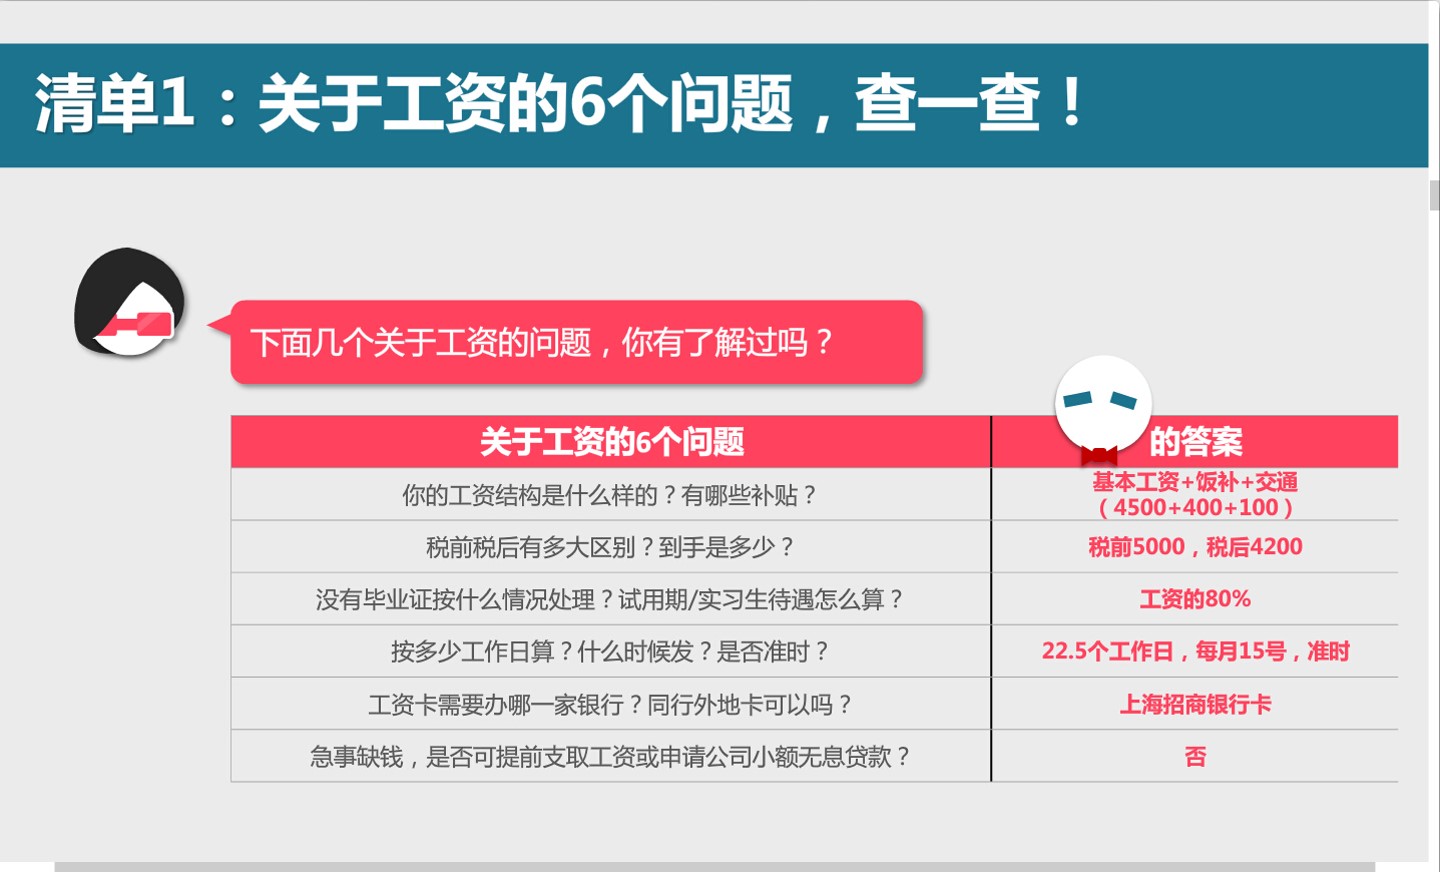 清单1：关于工资的6个问题，查一查！
下面几个关于工资的问题，你有了解过吗？
关于工资的6个问题
的答案
你的工资结构是什么样的？有哪些补贴？
基本工资+饭补+交通
（4500+400+100）
税前税后有多大区别？到手是多少？
税前5000，税后4200
没有毕业证按什么情况处理？试用期/实习生待遇怎么算？
工资的80%
按多少工作日算？什么时候发？是否准时？
22.5个工作日，每月15号，准时
工资卡需要办哪一家银行？同行外地卡可以吗？
上海招商银行卡
急事缺钱，是否可提前支取工资或申请公司小额无息贷款？
否